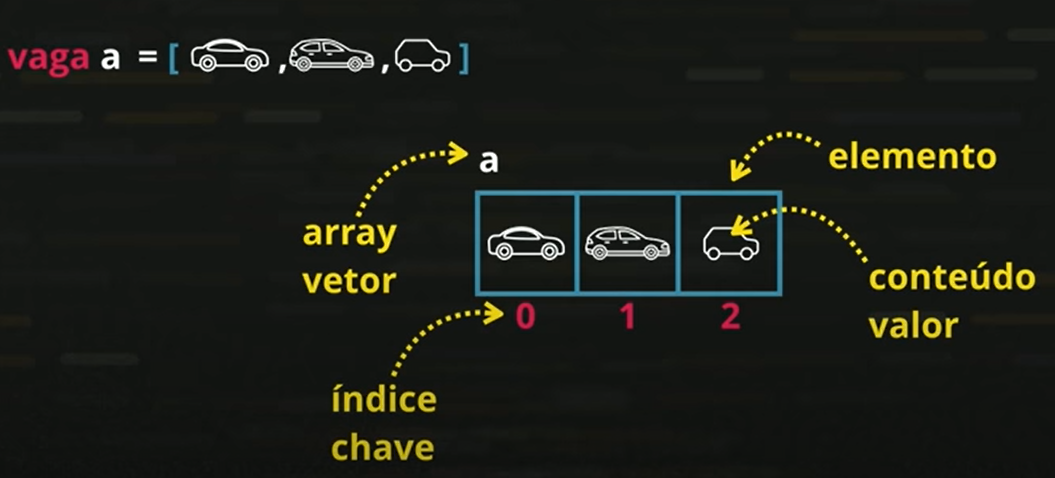 vaga a = [ , , ]
a
elemento
array
vetor
conteúdo
valor
0 1 2
índice
chave